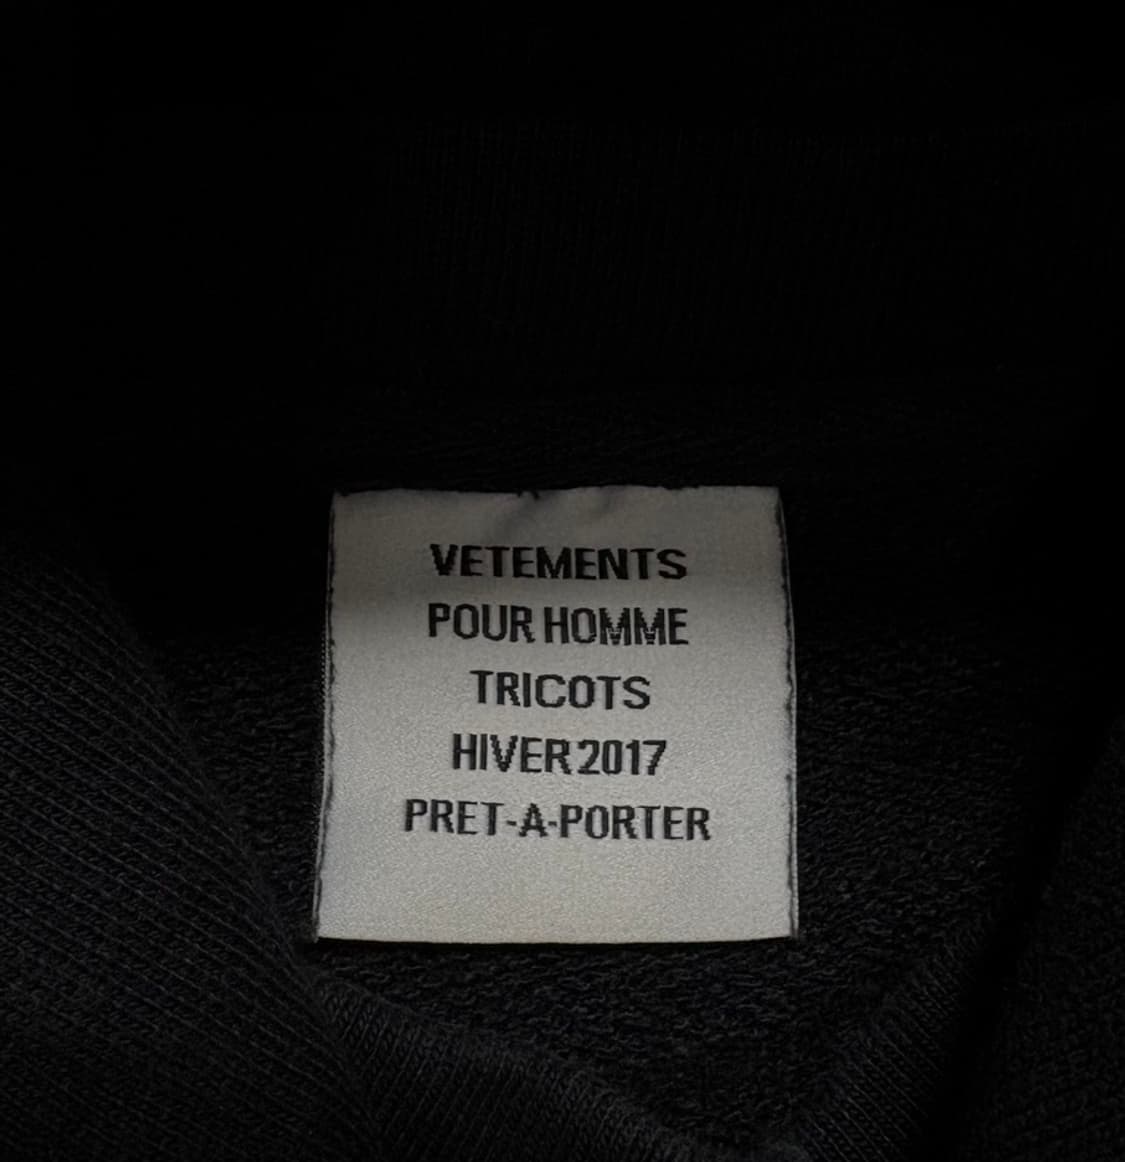 VETEMENTS
POUR HOMME
TRICOTS
HIVER 2017
PRET-A-PORTER